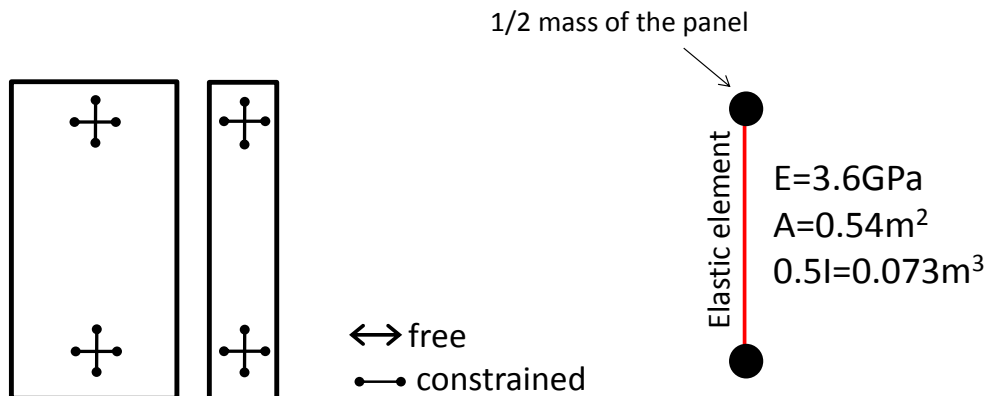 1/2 mass of the panel
Elastic element
E=3.6GPa
A=0.54m²
0.5I=0.073m³
free
constrained